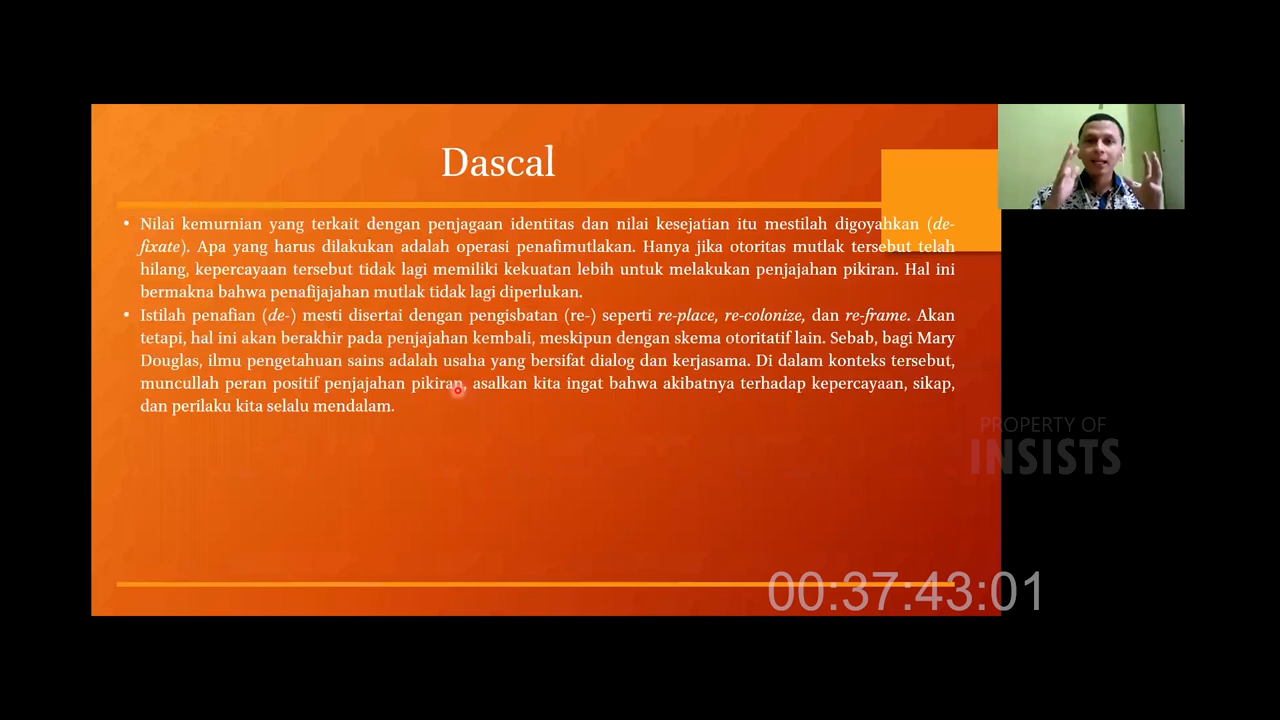 Dascal
• Nilai kemurnian yang terkait dengan penjagaan identitas dan nilai kesejatian itu mestilah digoyahkan (de-
fixate). Apa yang harus dilakukan adalah operasi penafimutlakan. Hanya jika otoritas mutlak tersebut telah
hilang, kepercayaan tersebut tidak lagi memiliki kekuatan lebih untuk melakukan penjajahan pikiran. Hal ini
bermakna bahwa penafijajahan mutlak tidak lagi diperlukan.
• Istilah penafian (de-) mesti disertai dengan pengisbatan (re-) seperti re-place, re-colonize, dan re-frame. Akan
tetapi, hal ini akan berakhir pada penjajahan kembali, meskipun dengan skema otoritatif lain. Sebab, bagi Mary
Douglas, ilmu pengetahuan sains adalah usaha yang bersifat dialog dan kerjasama. Di dalam konteks tersebut,
muncullah peran positif penjajahan pikiran, asalkan kita ingat bahwa akibatnya terhadap kepercayaan, sikap,
dan perilaku kita selalu mendalam.
PROPERTY OF
INSISTS
00:37:43:01